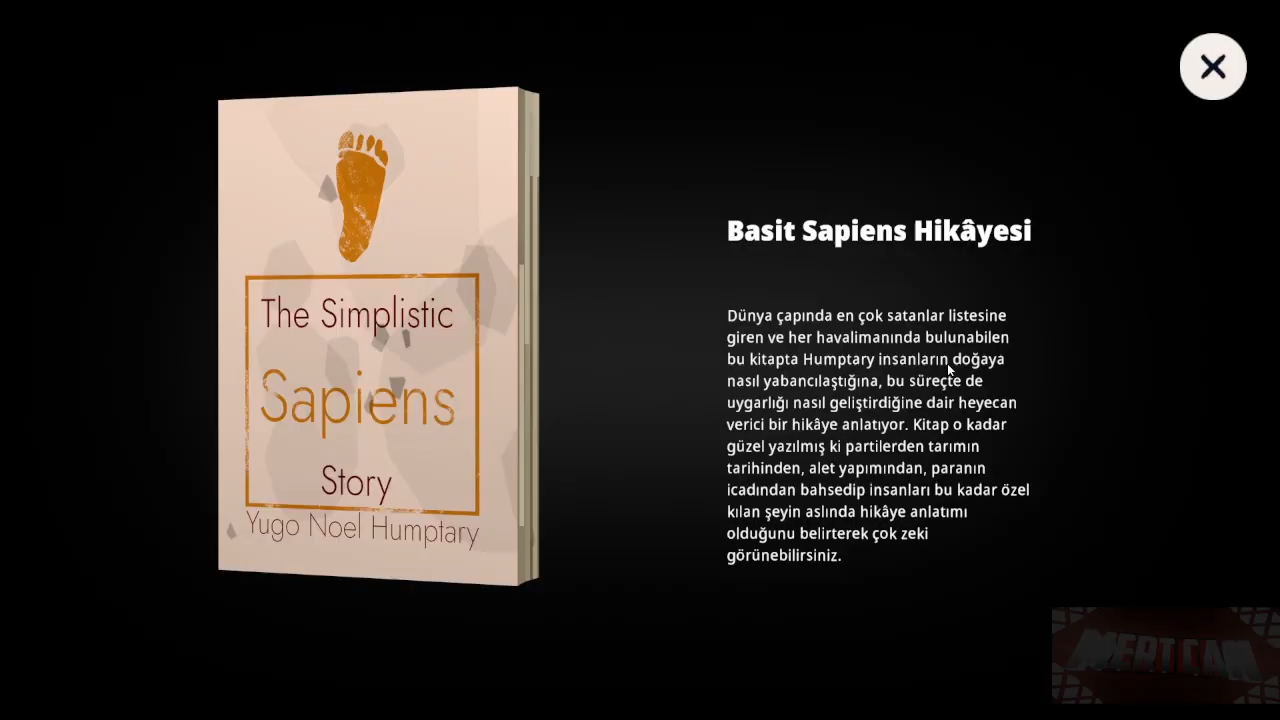 The Simplistic
Sapiens
Story
Yugo Noel Humptary
Basit Sapiens Hikâyesi
Dünya çapında en çok satanlar listesine
giren ve her havalimanında bulunabilen
bu kitapta Humptary insanların doğaya
nasıl yabancılaştığına, bu süreçte de
uygarlığı nasıl geliştirdiğine dair heyecan
verici bir hikâye anlatıyor. Kitap o kadar
güzel yazılmış ki partilerden tarımın
tarihinden, alet yapımından, paranın
icadından bahsedip insanları bu kadar özel
kılan şeyin aslında hikâye anlatımı
olduğunu belirterek çok zeki
görünebilirsiniz.
MERTCAN